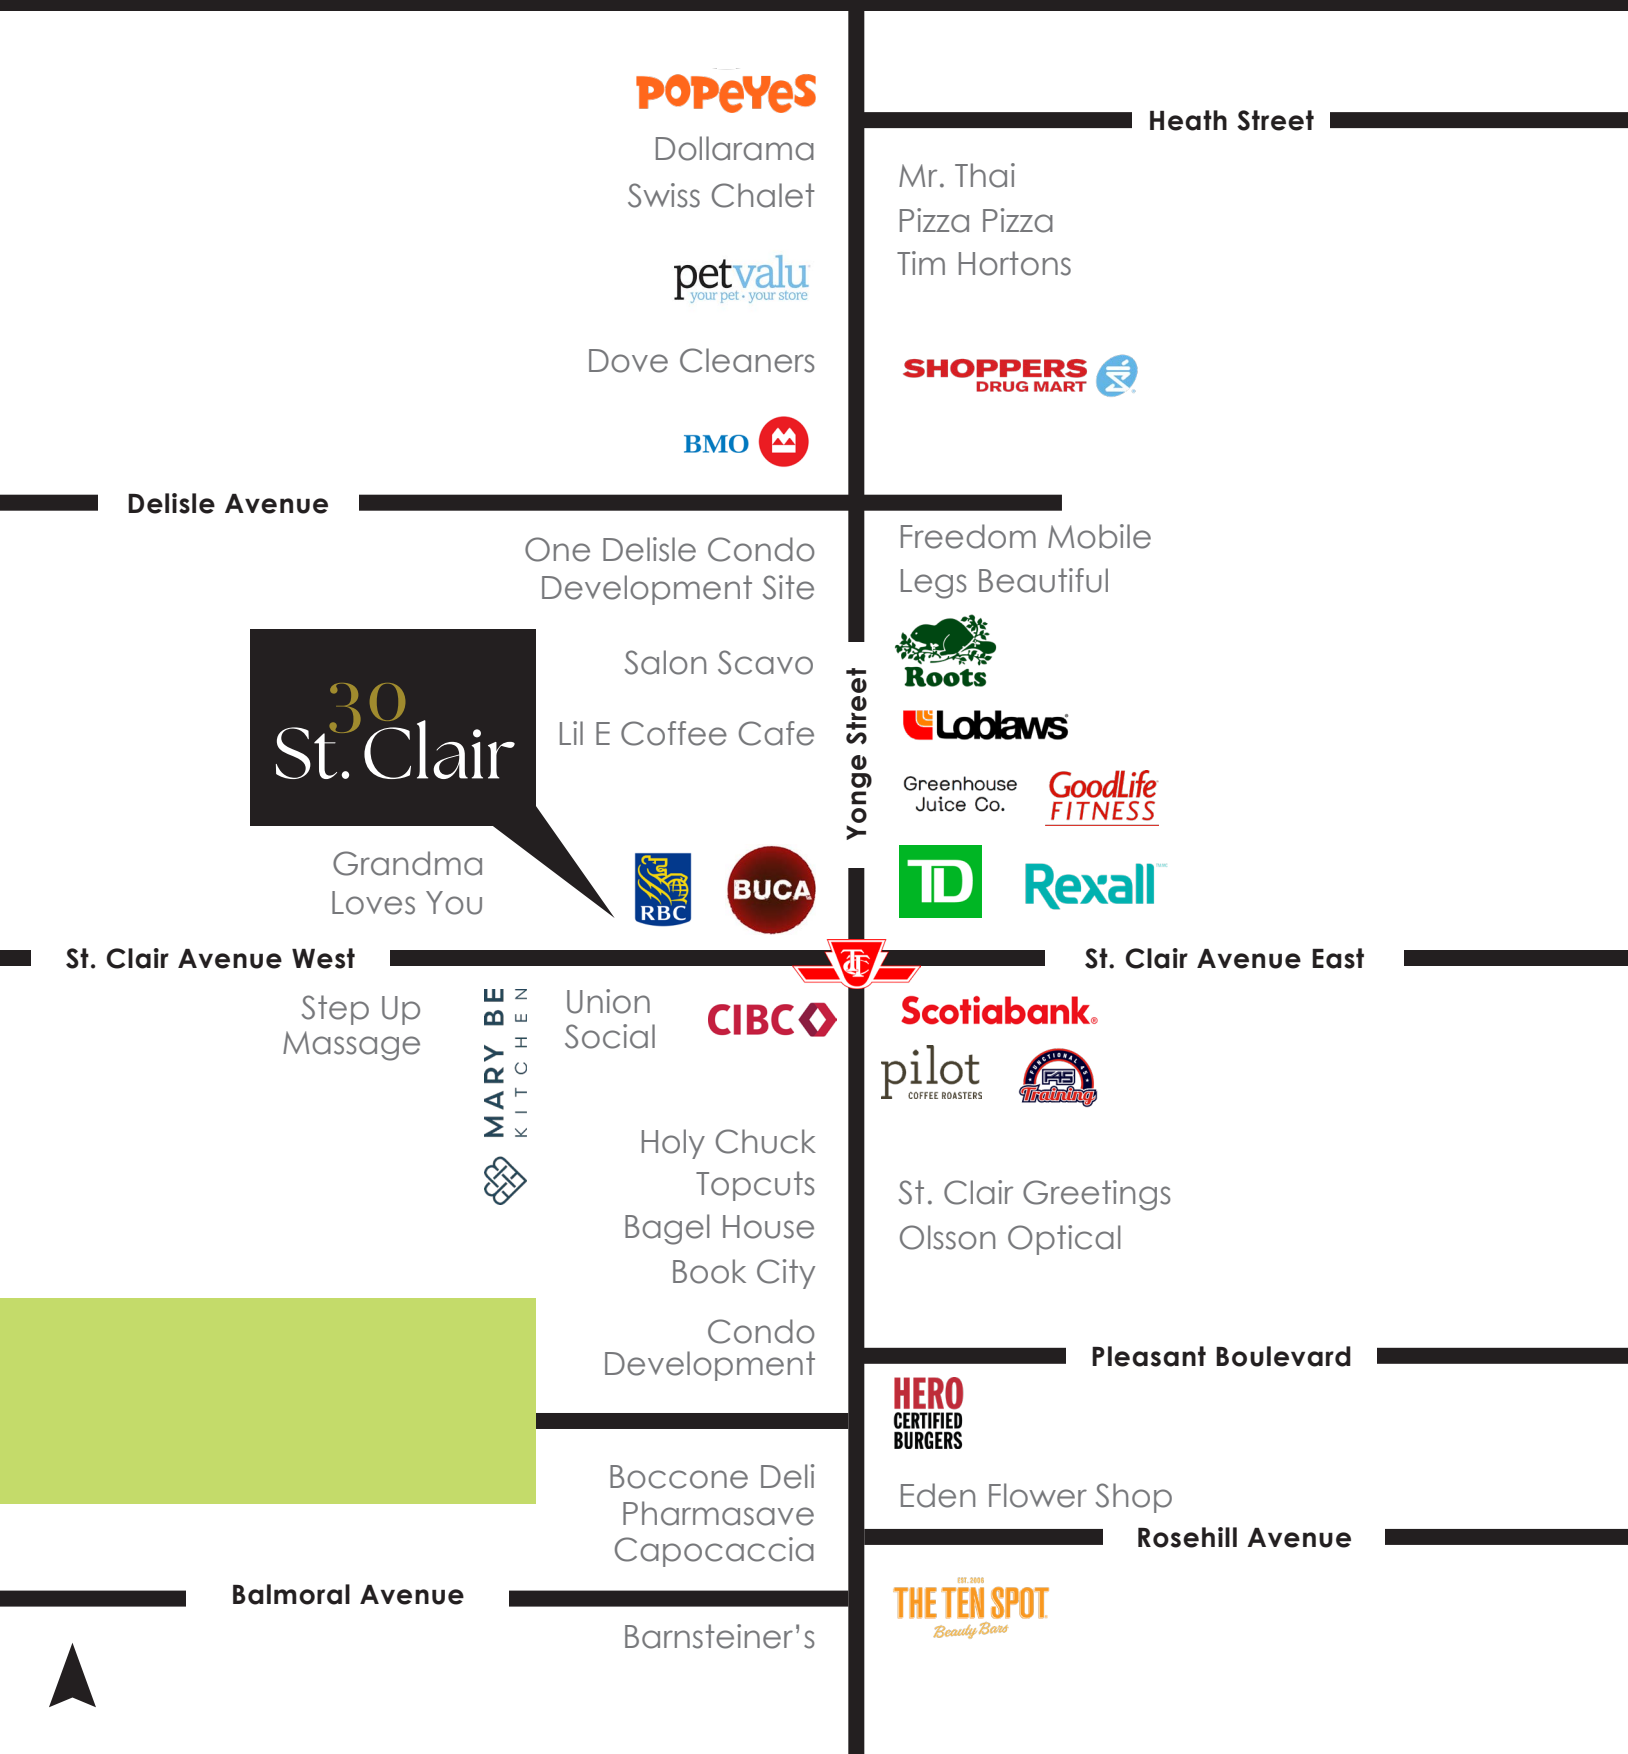 POPEYES
Dollarama
Swiss Chalet
petvalu
your pet • your store
Dove Cleaners
BMO
Heath Street
Mr. Thai
Pizza Pizza
Tim Hortons
SHOPPERS
DRUG MART
Delisle Avenue
One Delisle Condo
Development Site
Salon Scavo
Lil E Coffee Cafe
30
St. Clair
Grandma
Loves You
RBC
BUCA
Yonge Street
Freedom Mobile
Legs Beautiful
Roots
Loblaws
Greenhouse
Juice Co.
GoodLife
FITNESS
TD
Rexall
St. Clair Avenue West
TTC
St. Clair Avenue East
Step Up
Massage
MARY BE
KITCHEN
Union
Social
CIBC
Scotiabank®
pilot
COFFEE ROASTERS
FUNCTIONAL 45
F45
Training
Holy Chuck
Topcuts
Bagel House
Book City
Condo
Development
St. Clair Greetings
Olsson Optical
Pleasant Boulevard
HERO
CERTIFIED
BURGERS
Eden Flower Shop
Rosehill Avenue
Boccone Deli
Pharmasave
Capocaccia
Balmoral Avenue
Barnsteiner’s
THE TEN SPOT
Beauty Bars